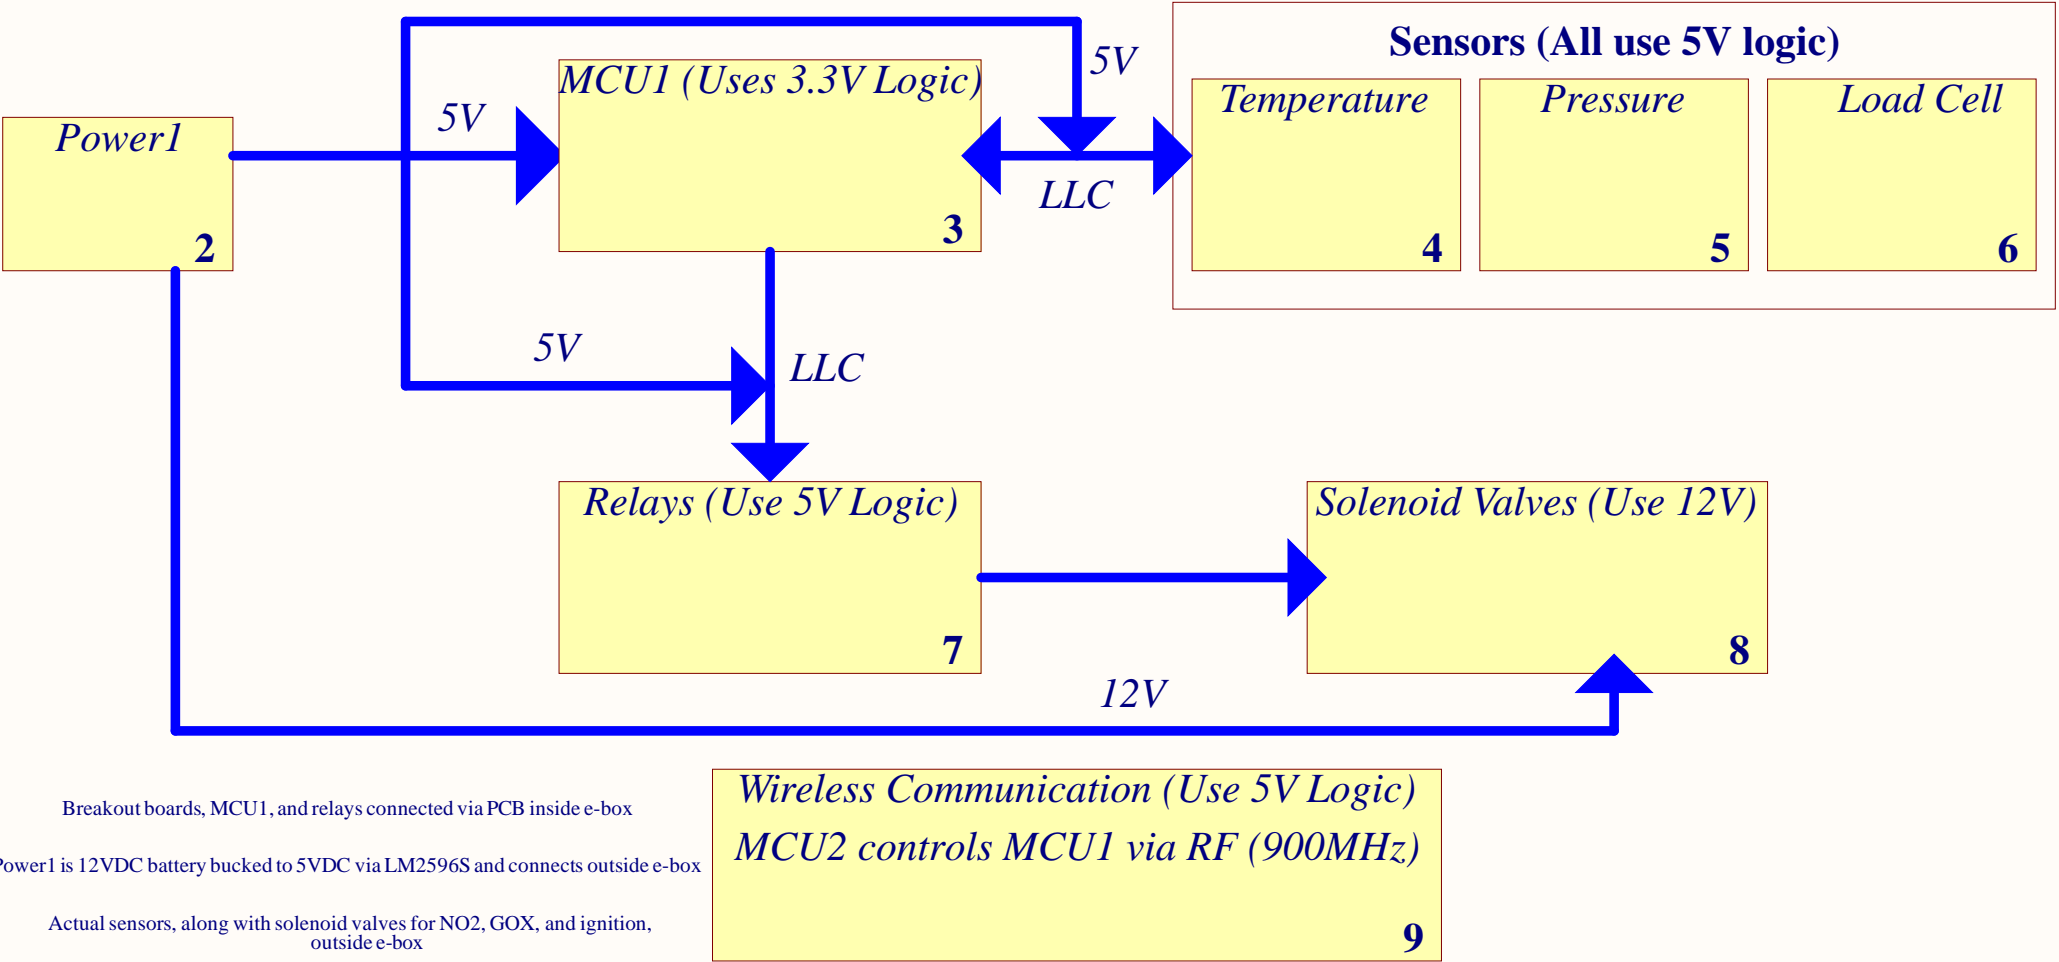 Sensors (All use 5V logic)
5V
MCU1 (Uses 3.3V Logic)
Temperature
Pressure
Load Cell
5V
Power1
LLC
2
3
4
5
6
5V
LLC
Relays (Use 5V Logic)
Solenoid Valves (Use 12V)
7
8
12V
Wireless Communication (Use 5V Logic)
MCU2 controls MCU1 via RF (900MHz)
9
Breakout boards, MCU1, and relays connected via PCB inside e-box
Power1 is 12VDC battery bucked to 5VDC via LM2596S and connects outside e-box
Actual sensors, along with solenoid valves for NO2, GOX, and ignition,
outside e-box